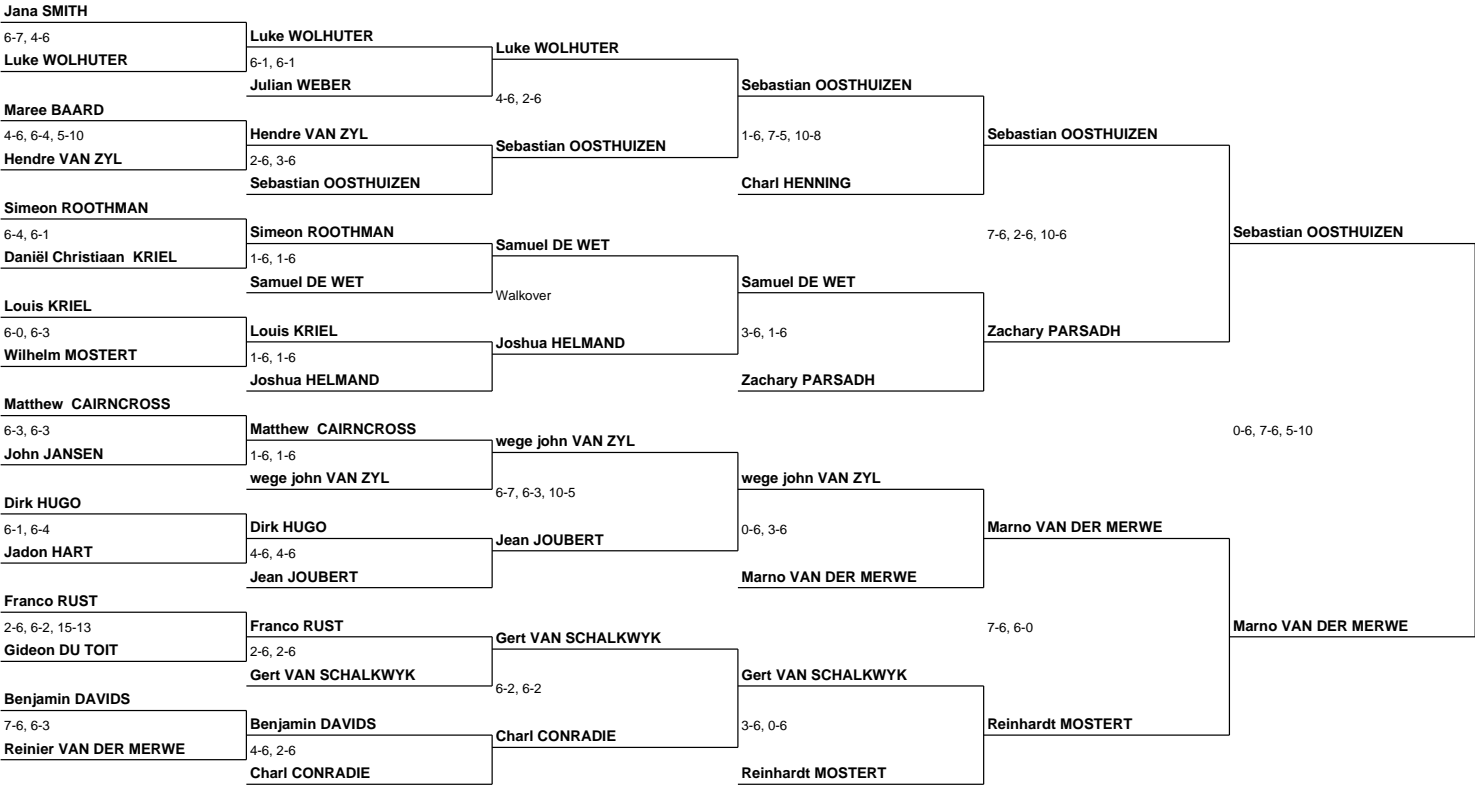 Jana SMITH
6-7, 4-6
Luke WOLHUTER
Maree BAARD
4-6, 6-4, 5-10
Hendre VAN ZYL
Simeon ROOTHMAN
6-4, 6-1
Daniël Christiaan  KRIEL
Louis KRIEL
6-0, 6-3
Wilhelm MOSTERT
Matthew  CAIRNCROSS
6-3, 6-3
John JANSEN
Dirk HUGO
6-1, 6-4
Jadon HART
Franco RUST
2-6, 6-2, 15-13
Gideon DU TOIT
Benjamin DAVIDS
7-6, 6-3
Reinier VAN DER MERWE
Luke WOLHUTER
6-1, 6-1
Julian WEBER
Hendre VAN ZYL
2-6, 3-6
Sebastian OOSTHUIZEN
Simeon ROOTHMAN
1-6, 1-6
Samuel DE WET
Louis KRIEL
1-6, 1-6
Joshua HELMAND
Matthew  CAIRNCROSS
1-6, 1-6
wege john VAN ZYL
Dirk HUGO
4-6, 4-6
Jean JOUBERT
Franco RUST
2-6, 2-6
Gert VAN SCHALKWYK
Benjamin DAVIDS
4-6, 2-6
Charl CONRADIE
Luke WOLHUTER
4-6, 2-6
Sebastian OOSTHUIZEN
Samuel DE WET
Walkover
Joshua HELMAND
wege john VAN ZYL
6-7, 6-3, 10-5
Jean JOUBERT
Gert VAN SCHALKWYK
6-2, 6-2
Charl CONRADIE
Sebastian OOSTHUIZEN
1-6, 7-5, 10-8
Charl HENNING
Samuel DE WET
3-6, 1-6
Zachary PARSADH
wege john VAN ZYL
0-6, 3-6
Marno VAN DER MERWE
Gert VAN SCHALKWYK
3-6, 0-6
Reinhardt MOSTERT
Sebastian OOSTHUIZEN
7-6, 2-6, 10-6
Zachary PARSADH
Marno VAN DER MERWE
7-6, 6-0
Reinhardt MOSTERT
Sebastian OOSTHUIZEN
0-6, 7-6, 5-10
Marno VAN DER MERWE